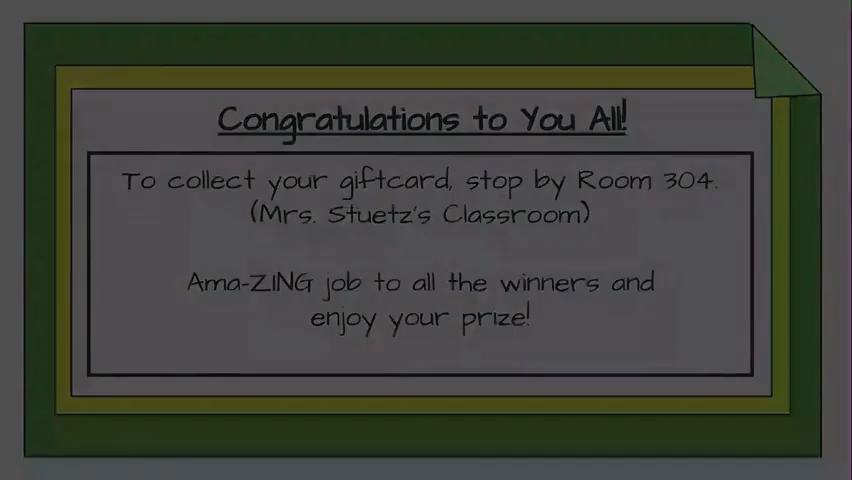 Congratulations to You All!
To collect your giftcard, stop by Room 304.
(Mrs. Stuetz's Classroom)
Ama-ZING job to all the winners and
enjoy your prize!